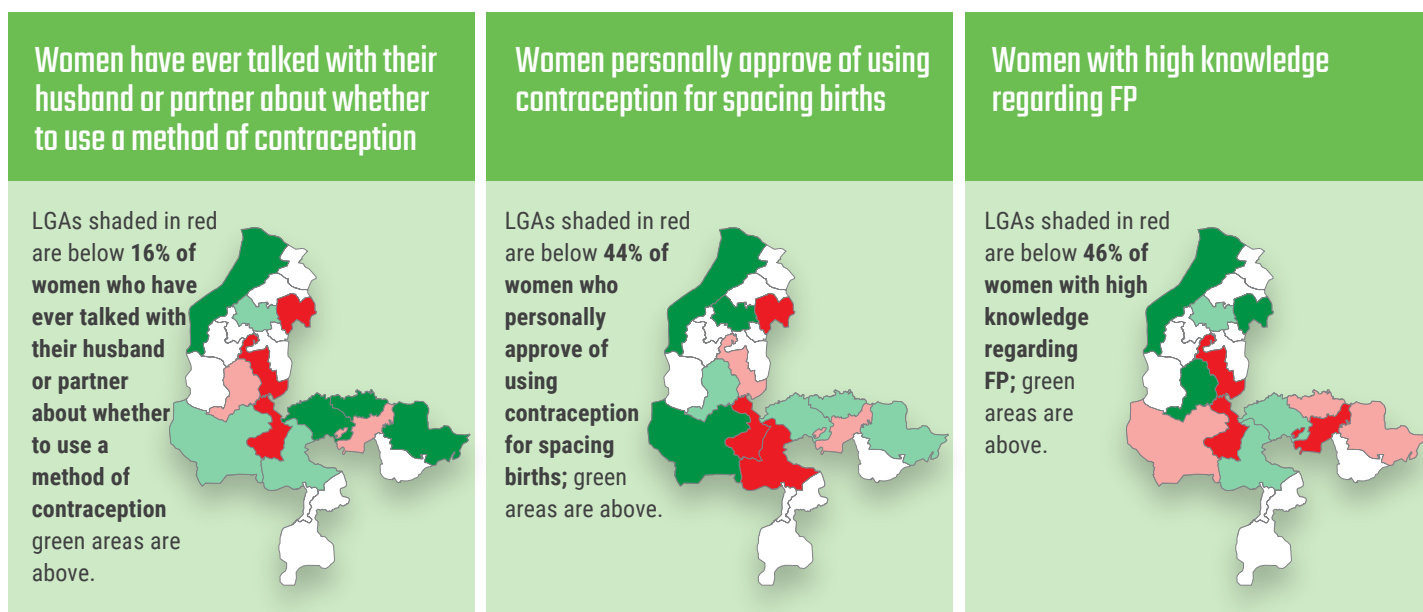 Women have ever talked with their
husband or partner about whether
to use a method of contraception
LGAs shaded in red
are below 16% of
women who have
ever talked with
their husband
or partner
about whether
to use a
method of
contraception
green areas are
above.
Women personally approve of using
contraception for spacing births
LGAs shaded in red
are below 44% of
women who
personally
approve of
using
contraception
for spacing
births; green
areas are above.
Women with high knowledge
regarding FP
LGAs shaded in red
are below 46% of
women with high
knowledge
regarding
FP; green
areas are
above.